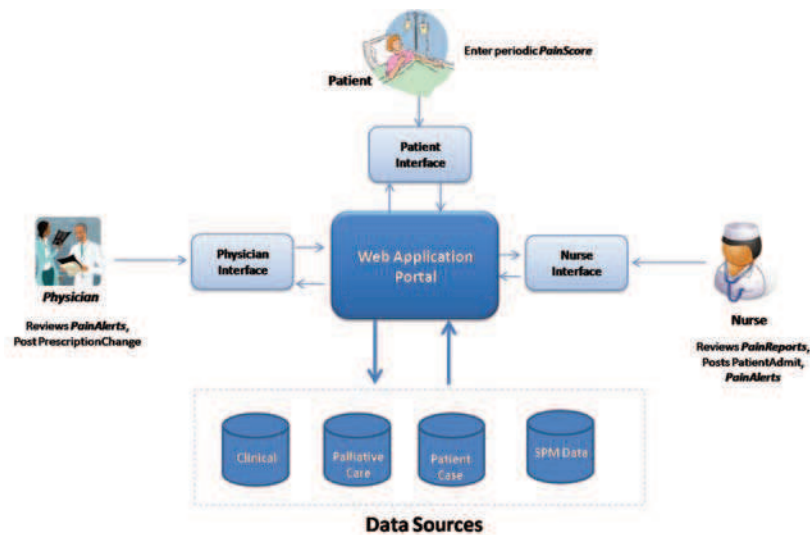 Enter periodic PainScore
Patient
Patient
Interface
Physician
Interface
Web Application
Portal
Nurse
Interface
Physician
Reviews PainAlerts,
Post PrescriptionChange
Nurse
Reviews PainReports,
Posts PatientAdmit,
PainAlerts
Clinical
Palliative
Care
Patient
Case
SPM Data
Data Sources